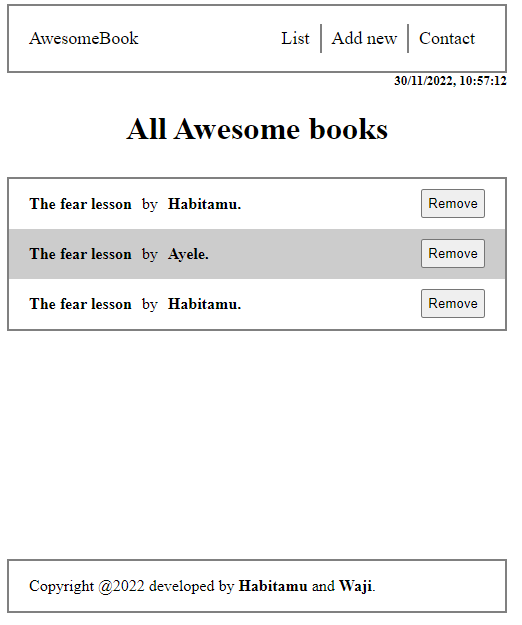 AwesomeBook List Add new Contact
30/11/2022, 10:57:12
All Awesome books
The fear lesson by Habitamu. Remove
The fear lesson by Ayele. Remove
The fear lesson by Habitamu. Remove
Copyright @2022 developed by Habitamu and Waji.